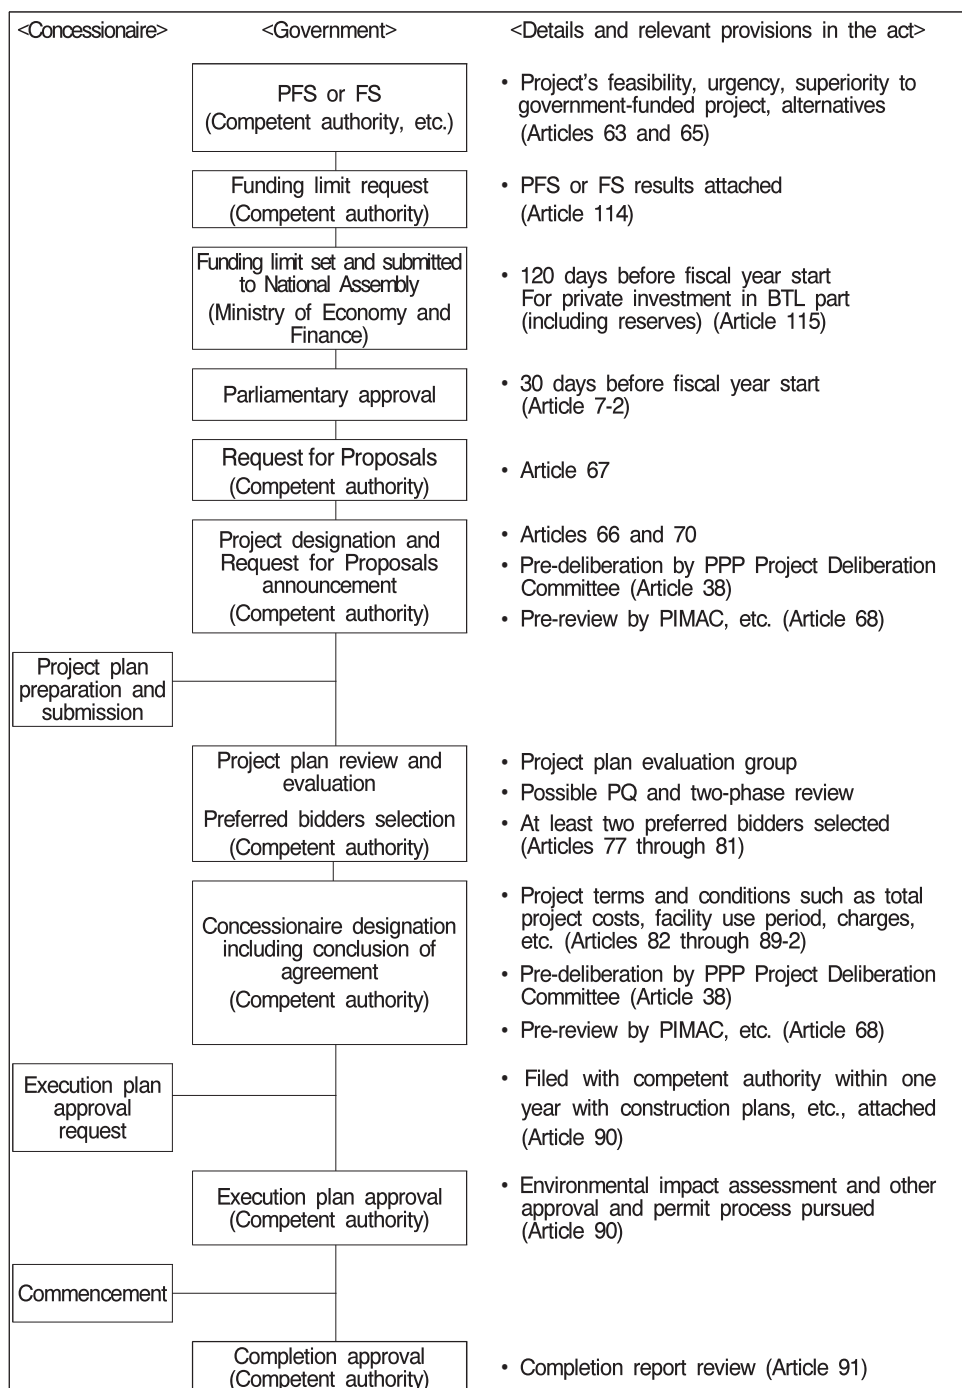 <Concessionaire> <Government> <Details and relevant provisions in the act>
PFS or FS
(Competent authority, etc.)
• Project's feasibility, urgency, superiority to
government-funded project, alternatives
(Articles 63 and 65)
Funding limit request
(Competent authority)
• PFS or FS results attached
(Article 114)
Funding limit set and submitted
to National Assembly
(Ministry of Economy and
Finance)
• 120 days before fiscal year start
For private investment in BTL part
(including reserves) (Article 115)
Parliamentary approval
• 30 days before fiscal year start
(Article 7-2)
Request for Proposals
(Competent authority)
• Article 67
Project designation and
Request for Proposals
announcement
(Competent authority)
• Articles 66 and 70
• Pre-deliberation by PPP Project Deliberation
Committee (Article 38)
• Pre-review by PIMAC, etc. (Article 68)
Project plan
preparation and
submission
Project plan review and
evaluation
Preferred bidders selection
(Competent authority)
• Project plan evaluation group
• Possible PQ and two-phase review
• At least two preferred bidders selected
(Articles 77 through 81)
Concessionaire designation
including conclusion of
agreement
(Competent authority)
• Project terms and conditions such as total
project costs, facility use period, charges,
etc. (Articles 82 through 89-2)
• Pre-deliberation by PPP Project Deliberation
Committee (Article 38)
• Pre-review by PIMAC, etc. (Article 68)
Execution plan
approval
request
• Filed with competent authority within one
year with construction plans, etc., attached
(Article 90)
Execution plan approval
(Competent authority)
• Environmental impact assessment and other
approval and permit process pursued
(Article 90)
Commencement
Completion approval
(Competent authority)
• Completion report review (Article 91)